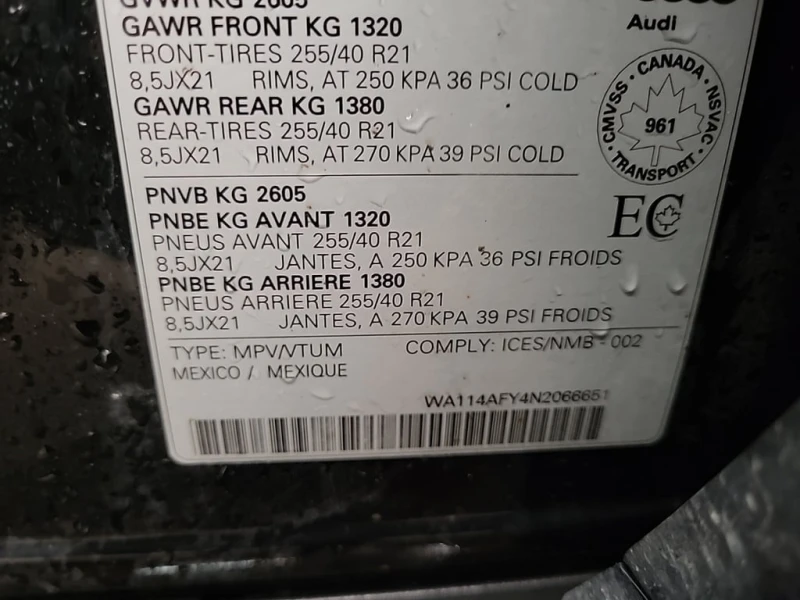 GVWR KG 2605
GAWR FRONT KG 1320
FRONT-TIRES 255/40 R21
8,5JX21 RIMS, AT 250 KPA 36 PSI COLD
GAWR REAR KG 1380
REAR-TIRES 255/40 R21
8,5JX21 RIMS, AT 270 KPA 39 PSI COLD
Audi
CMVSS · CANADA · NSVAC · TRANSPORT ·
961
EC
PNVB KG 2605
PNBE KG AVANT 1320
PNEUS AVANT 255/40 R21
8,5JX21 JANTES, A 250 KPA 36 PSI FROIDS
PNBE KG ARRIERE 1380
PNEUS ARRIERE 255/40 R21
8,5JX21 JANTES, A 270 KPA 39 PSI FROIDS
TYPE: MPV/VTUM COMPLY: ICES/NMB - 002
MEXICO / MEXIQUE
WA114AFY4N2066651